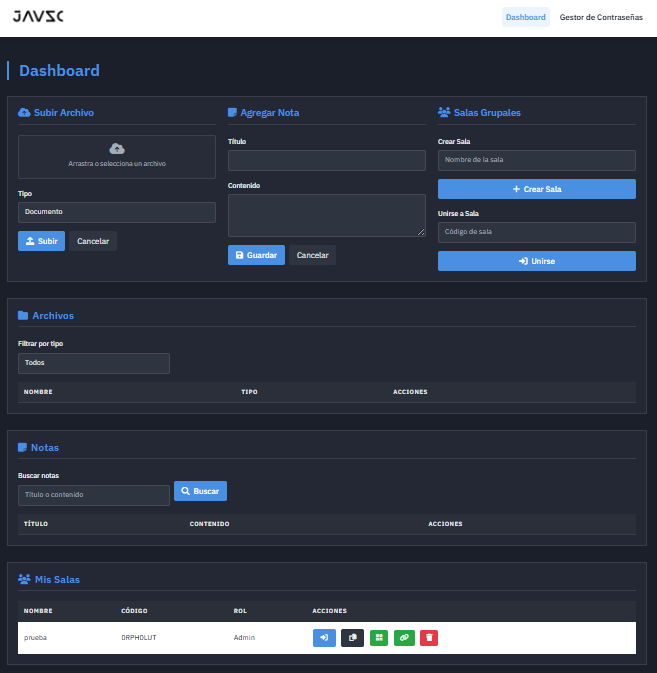 JAVSC
Dashboard Gestor de Contraseñas
Dashboard
Subir Archivo
Arrastra o selecciona un archivo
Tipo
Documento
Subir Cancelar
Agregar Nota
Título
Contenido
Guardar Cancelar
Salas Grupales
Crear Sala
Nombre de la sala
Crear Sala
Unirse a Sala
Código de sala
Unirse
Archivos
Filtrar por tipo
Todos
NOMBRE TIPO ACCIONES
Notas
Buscar notas
Título o contenido Buscar
TÍTULO CONTENIDO ACCIONES
Mis Salas
NOMBRE CÓDIGO ROL ACCIONES
prueba 0RPH0LUT Admin